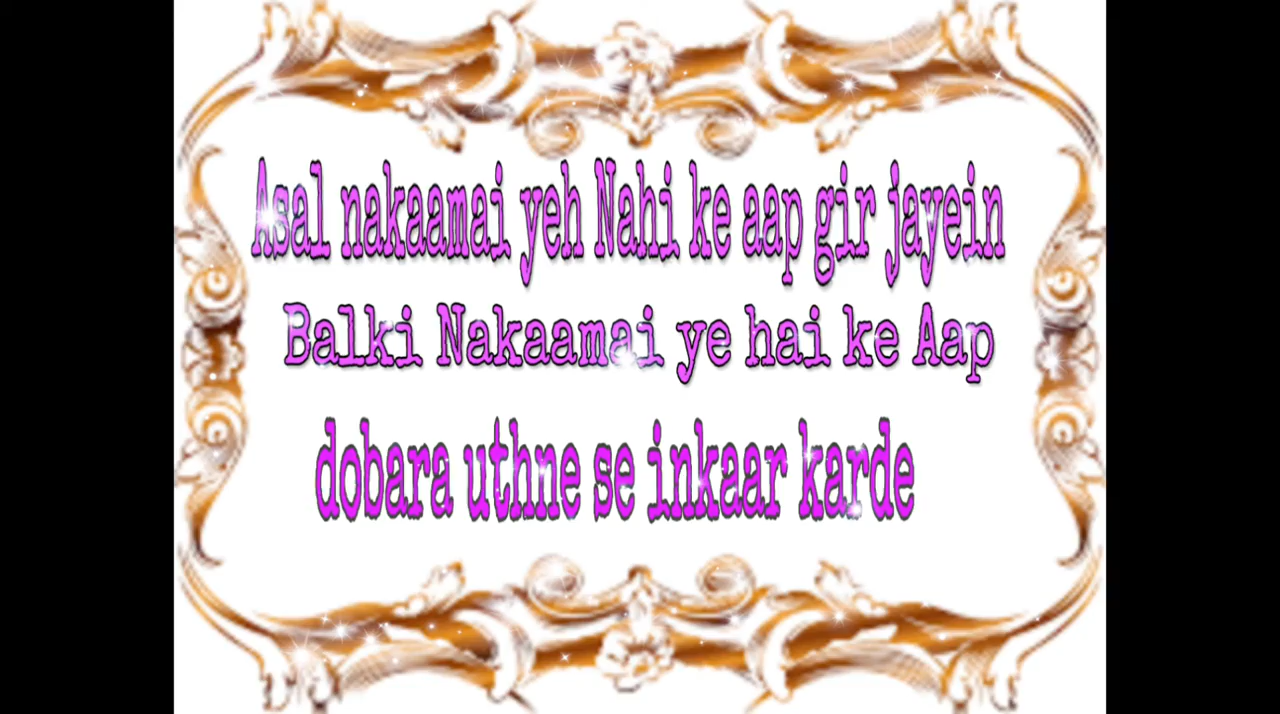 Asal nakaamai yeh Nahi ke aap gir jayein
Balki Nakaamai ye hai ke Aap
dobara uthne se inkaar karde